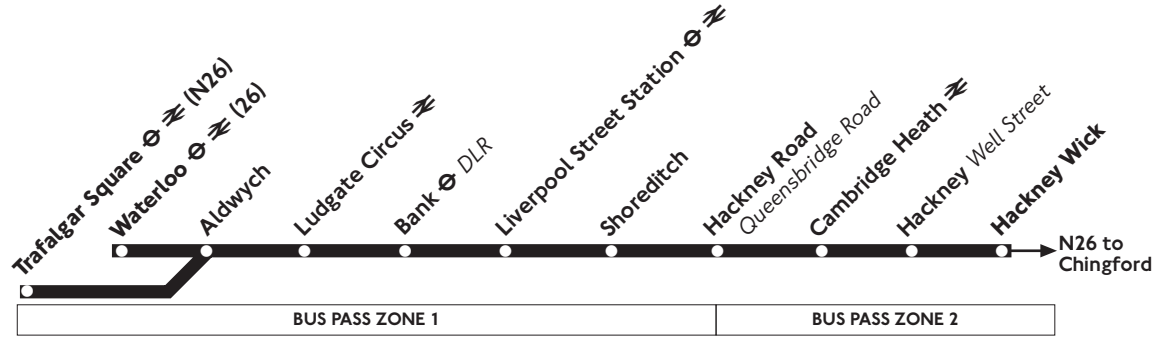 Trafalgar Square (N26)
Waterloo (26)
Aldwych
Ludgate Circus
Bank DLR
Liverpool Street Station
Shoreditch
Hackney Road
Queensbridge Road
Cambridge Heath
Hackney Well Street
Hackney Wick
N26 to
Chingford
BUS PASS ZONE 1
BUS PASS ZONE 2